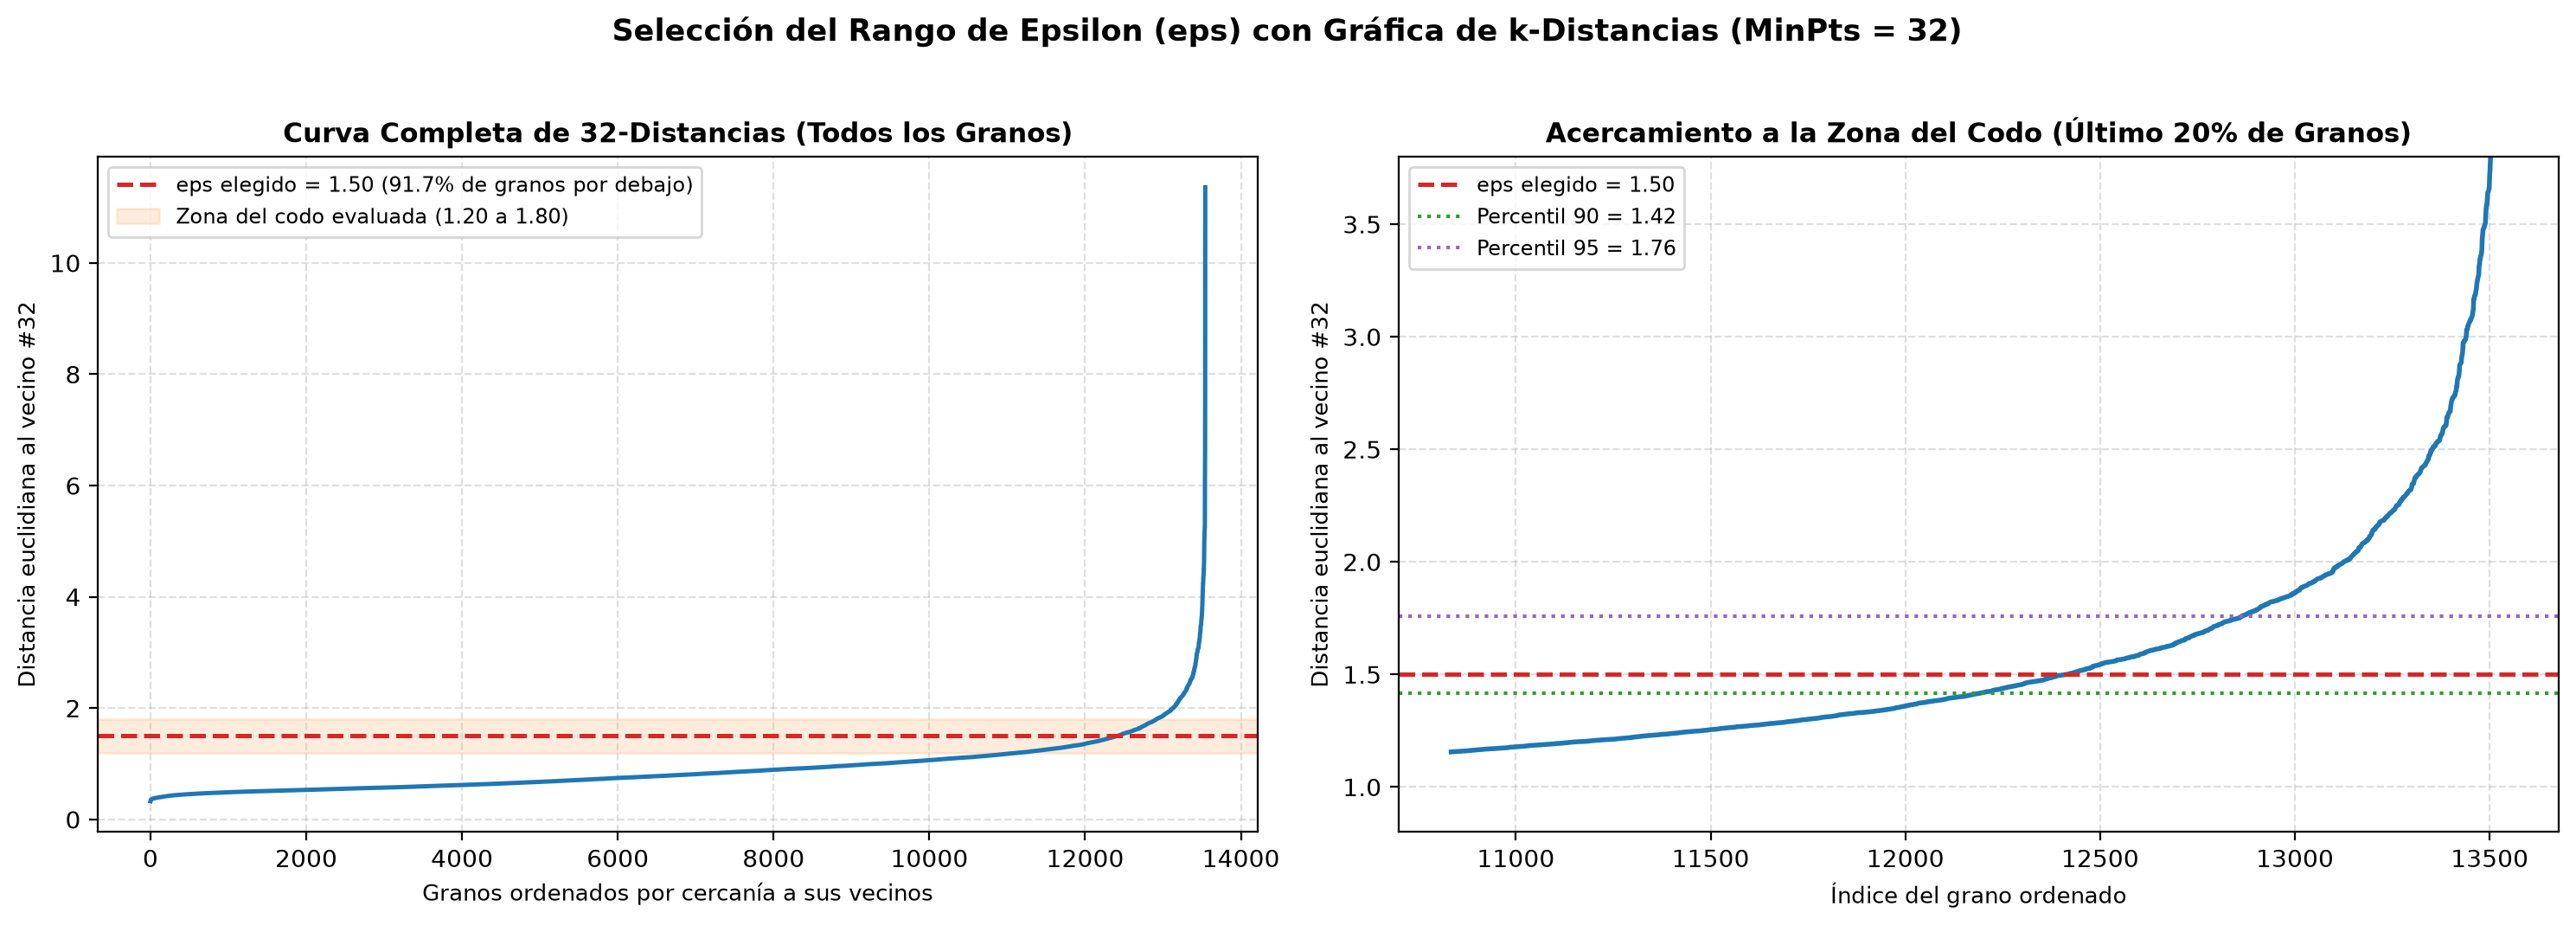 Selección del Rango de Epsilon (eps) con Gráfica de k-Distancias (MinPts = 32)
Curva Completa de 32-Distancias (Todos los Granos)
eps elegido = 1.50 (91.7% de granos por debajo)
Zona del codo evaluada (1.20 a 1.80)
Distancia euclidiana al vecino #32
10
8
6
4
2
0
0 2000 4000 6000 8000 10000 12000 14000
Granos ordenados por cercanía a sus vecinos
Acercamiento a la Zona del Codo (Último 20% de Granos)
eps elegido = 1.50
Percentil 90 = 1.42
Percentil 95 = 1.76
Distancia euclidiana al vecino #32
3.5
3.0
2.5
2.0
1.5
1.0
11000 11500 12000 12500 13000 13500
Índice del grano ordenado